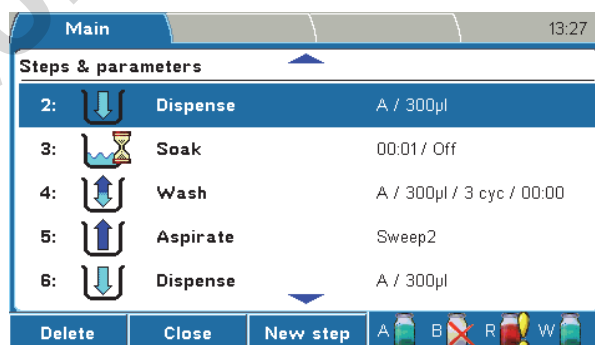 Main 13:27
Steps & parameters
2: Dispense A / 300µl
3: Soak 00:01 / Off
4: Wash A / 300µl / 3 cyc / 00:00
5: Aspirate Sweep2
6: Dispense A / 300µl
Delete Close New step A B R W